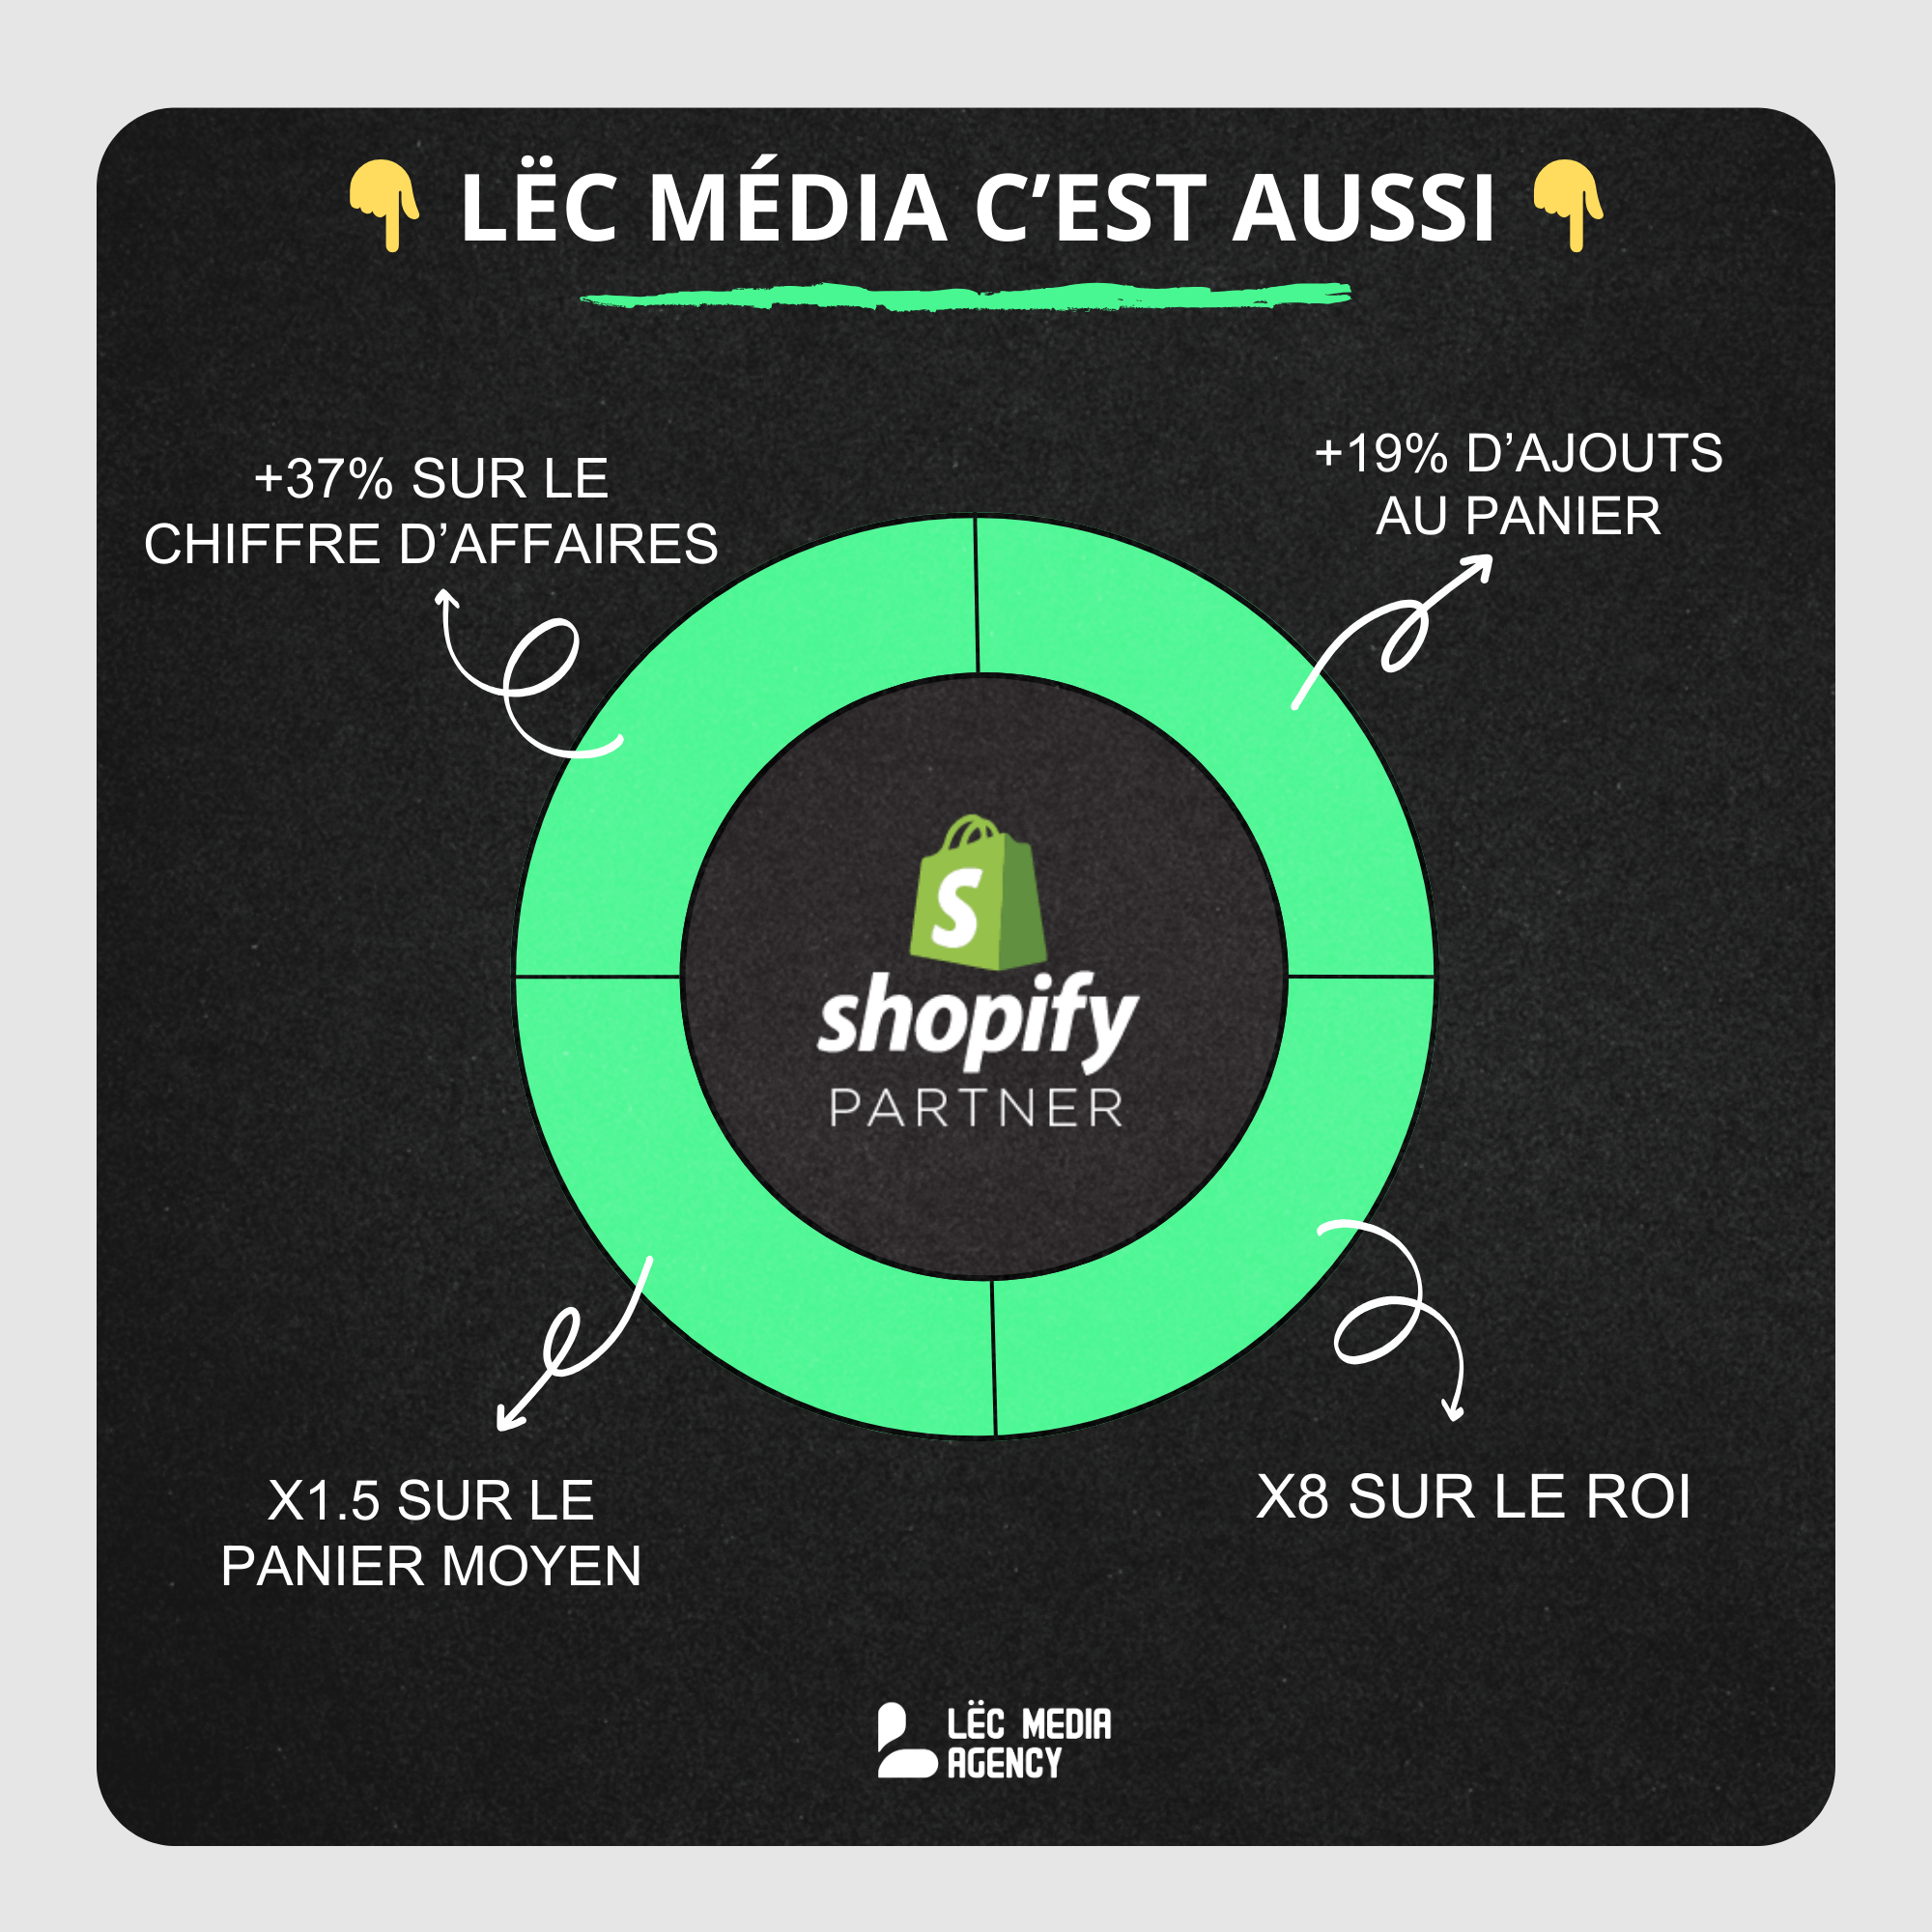 👇 LËC MÉDIA C’EST AUSSI 👇
+37% SUR LE
CHIFFRE D’AFFAIRES
+19% D’AJOUTS
AU PANIER
S
shopify
PARTNER
X1.5 SUR LE
PANIER MOYEN
X8 SUR LE ROI
LËC MEDIA
AGENCY